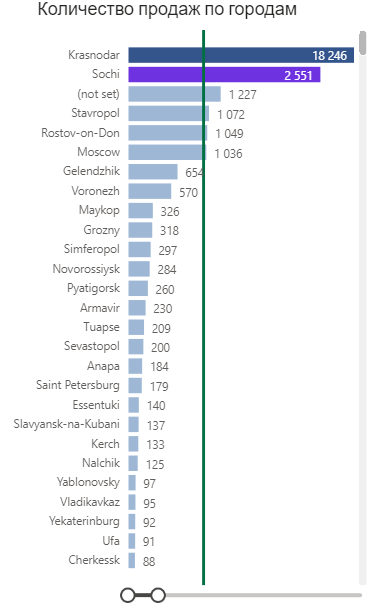 Количество продаж по городам
Krasnodar 18 246
Sochi 2 551
(not set) 1 227
Stavropol 1 072
Rostov-on-Don 1 049
Moscow 1 036
Gelendzhik 654
Voronezh 570
Maykop 326
Grozny 318
Simferopol 297
Novorossiysk 284
Pyatigorsk 260
Armavir 230
Tuapse 209
Sevastopol 200
Anapa 184
Saint Petersburg 179
Essentuki 140
Slavyansk-na-Kubani 137
Kerch 133
Nalchik 125
Yablonovsky 97
Vladikavkaz 95
Yekaterinburg 92
Ufa 91
Cherkessk 88